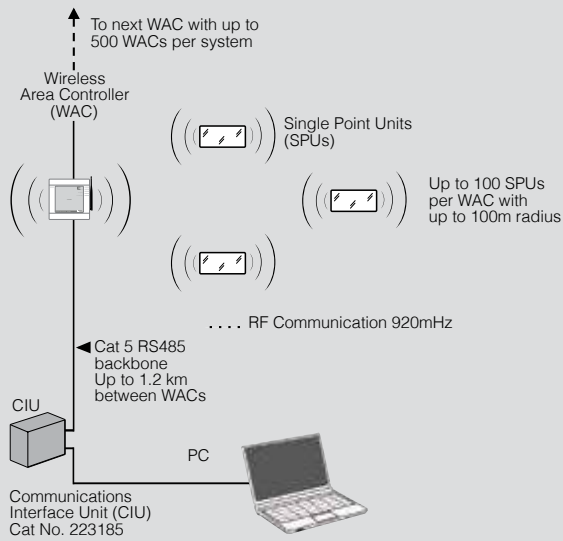 To next WAC with up to
500 WACs per system
Wireless
Area Controller
(WAC)
Single Point Units
(SPUs)
Up to 100 SPUs
per WAC with
up to 100m radius
.... RF Communication 920mHz
Cat 5 RS485
backbone
Up to 1.2 km
between WACs
CIU
PC
Communications
Interface Unit (CIU)
Cat No. 223185